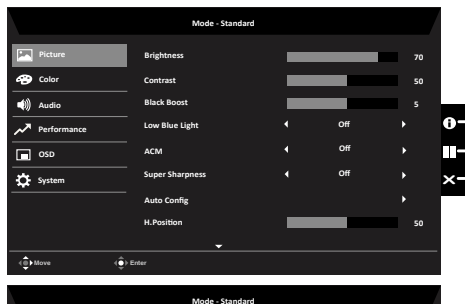 Mode - Standard
Picture
Brightness 70
Color
Contrast 50
Audio
Black Boost 5
Performance
Low Blue Light Off
OSD
ACM Off
System
Super Sharpness Off
Auto Config
H.Position 50
Move Enter
Mode - Standard